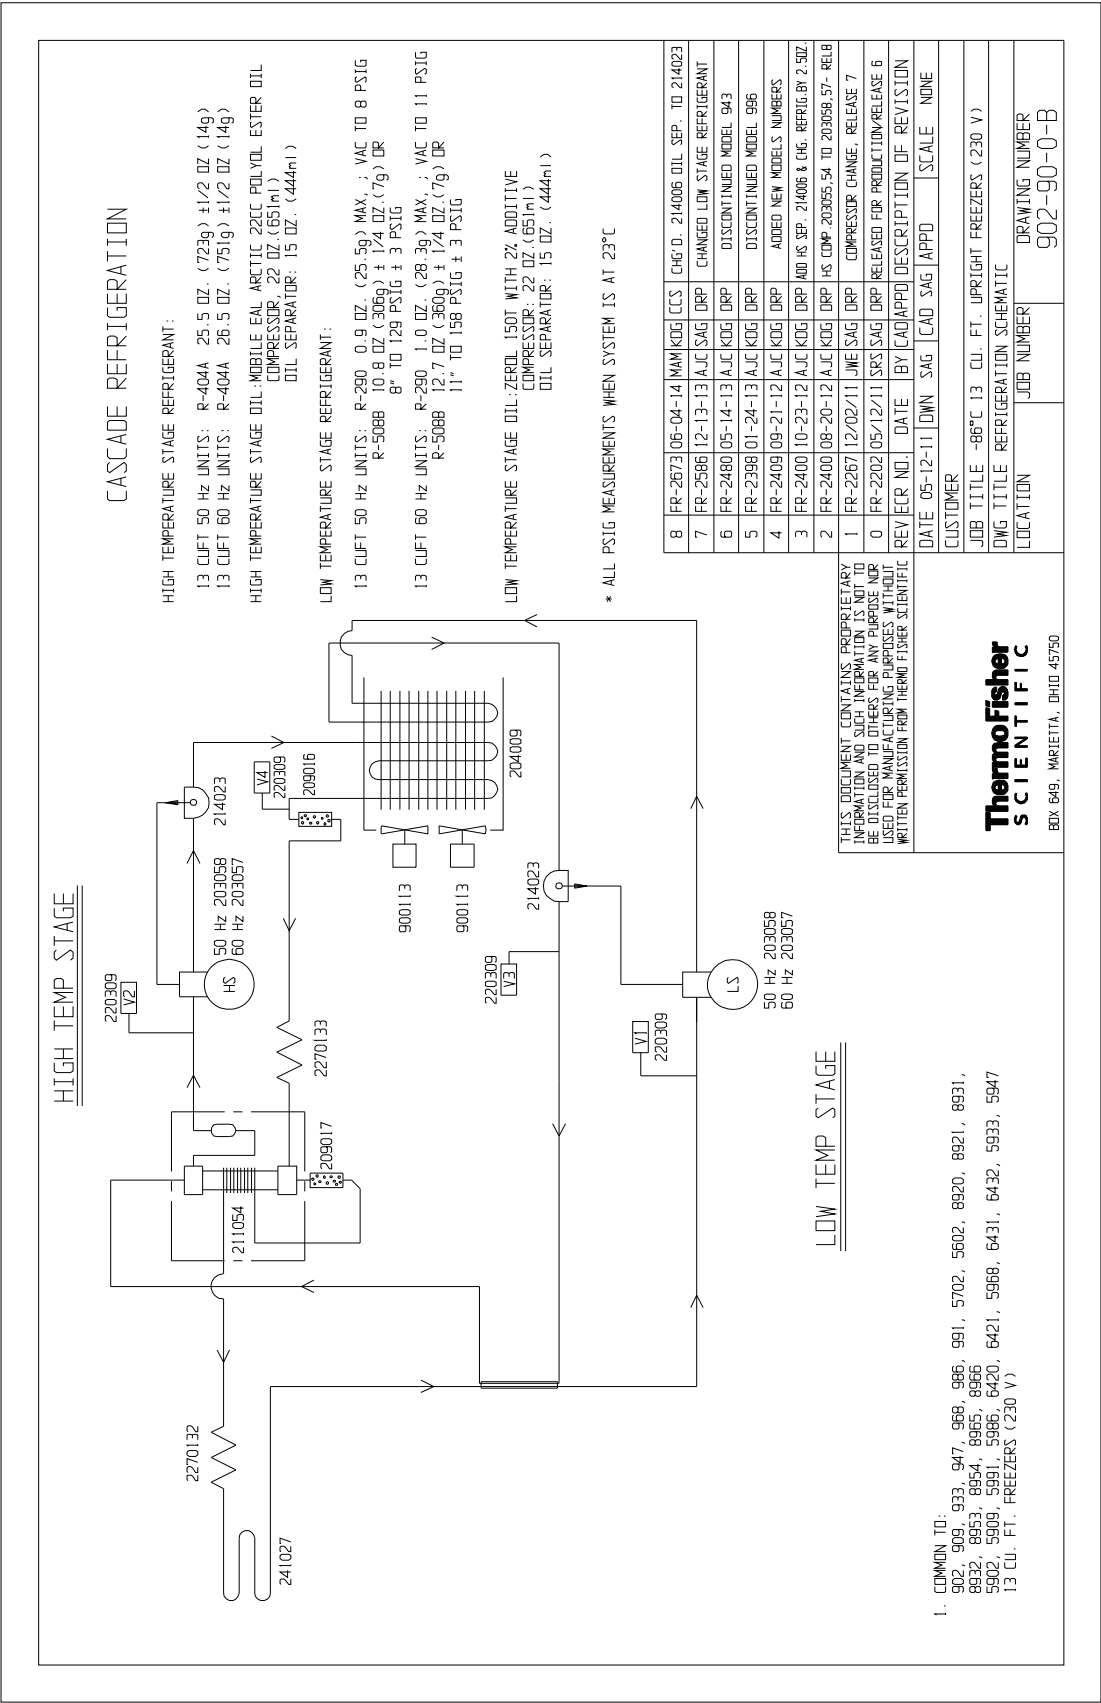 CASCADE REFRIGERATION
HIGH TEMPERATURE STAGE REFRIGERANT:
13 CUFT 50 Hz UNITS: R-404A 25.5 OZ. (723g) ±1/2 OZ (14g)
13 CUFT 60 Hz UNITS: R-404A 26.5 OZ. (751g) ±1/2 OZ (14g)
HIGH TEMPERATURE STAGE OIL:MOBILE EAL ARCTIC 22CC POLYOL ESTER OIL
COMPRESSOR, 22 OZ.(651ml)
OIL SEPARATOR: 15 OZ. (444ml)
LOW TEMPERATURE STAGE REFRIGERANT:
13 CUFT 50 Hz UNITS: R-290 0.9 OZ. (25.5g) MAX, ; VAC TO 8 PSIG
R-508B 10.8 OZ (306g) ± 1/4 OZ.(7g) OR
8" TO 129 PSIG ± 3 PSIG
13 CUFT 60 Hz UNITS: R-290 1.0 OZ. (28.3g) MAX, ; VAC TO 11 PSIG
R-508B 12.7 OZ (360g) ± 1/4 OZ.(7g) OR
11" TO 158 PSIG ± 3 PSIG
LOW TEMPERATURE STAGE OIL:ZEROL 150T WITH 2% ADDITIVE
COMPRESSOR: 22 OZ.(651ml)
OIL SEPARATOR: 15 OZ. (444ml)
* ALL PSIG MEASUREMENTS WHEN SYSTEM IS AT 23°C
HIGH TEMP STAGE
220309
V2
HS
50 Hz 203058
60 Hz 203057
214023
V4
220309
209016
204009
900113
900113
2270133
209017
211054
2270132
241027
214023
220309
V3
V1
220309
LS
50 Hz 203058
60 Hz 203057
LOW TEMP STAGE
1. COMMON TO:
902, 909, 933, 947, 968, 986, 991, 5702, 5602, 8920, 8921, 8931,
8932, 8953, 8954, 8965, 8966
5902, 5909, 5991, 5986, 6420, 6421, 5968, 6431, 6432, 5933, 5947
13 CU. FT. FREEZERS (230 V)
8 FR-2673 06-04-14 MAM KDG CCS CHG'D. 214006 OIL SEP. TO 214023
7 FR-2586 12-13-13 AJC SAG DRP CHANGED LOW STAGE REFRIGERANT
6 FR-2480 05-14-13 AJC KDG DRP DISCONTINUED MODEL 943
5 FR-2398 01-24-13 AJC KDG DRP DISCONTINUED MODEL 996
4 FR-2409 09-21-12 AJC KDG DRP ADDED NEW MODELS NUMBERS
3 FR-2400 10-23-12 AJC KDG DRP ADD HS SEP. 214006 & CHG. REFRIG.BY 2.5OZ.
2 FR-2400 08-20-12 AJC KDG DRP HS COMP.203055,54 TO 203058,57- REL8
1 FR-2267 12/02/11 JWE SAG DRP COMPRESSOR CHANGE, RELEASE 7
0 FR-2202 05/12/11 SRS SAG DRP RELEASED FOR PRODUCTION/RELEASE 6
REV ECR NO. DATE BY CAD APPD DESCRIPTION OF REVISION
DATE 05-12-11 DWN SAG CAD SAG APPD SCALE NONE
CUSTOMER
JOB TITLE -86°C 13 CU. FT. UPRIGHT FREEZERS (230 V)
DWG TITLE REFRIGERATION SCHEMATIC
LOCATION JOB NUMBER DRAWING NUMBER
902-90-0-B
THIS DOCUMENT CONTAINS PROPRIETARY
INFORMATION AND SUCH INFORMATION IS NOT TO
BE DISCLOSED TO OTHERS FOR ANY PURPOSE NOR
USED FOR MANUFACTURING PURPOSES WITHOUT
WRITTEN PERMISSION FROM THERMO FISHER SCIENTIFIC
ThermoFisher
SCIENTIFIC
BOX 649, MARIETTA, OHIO 45750